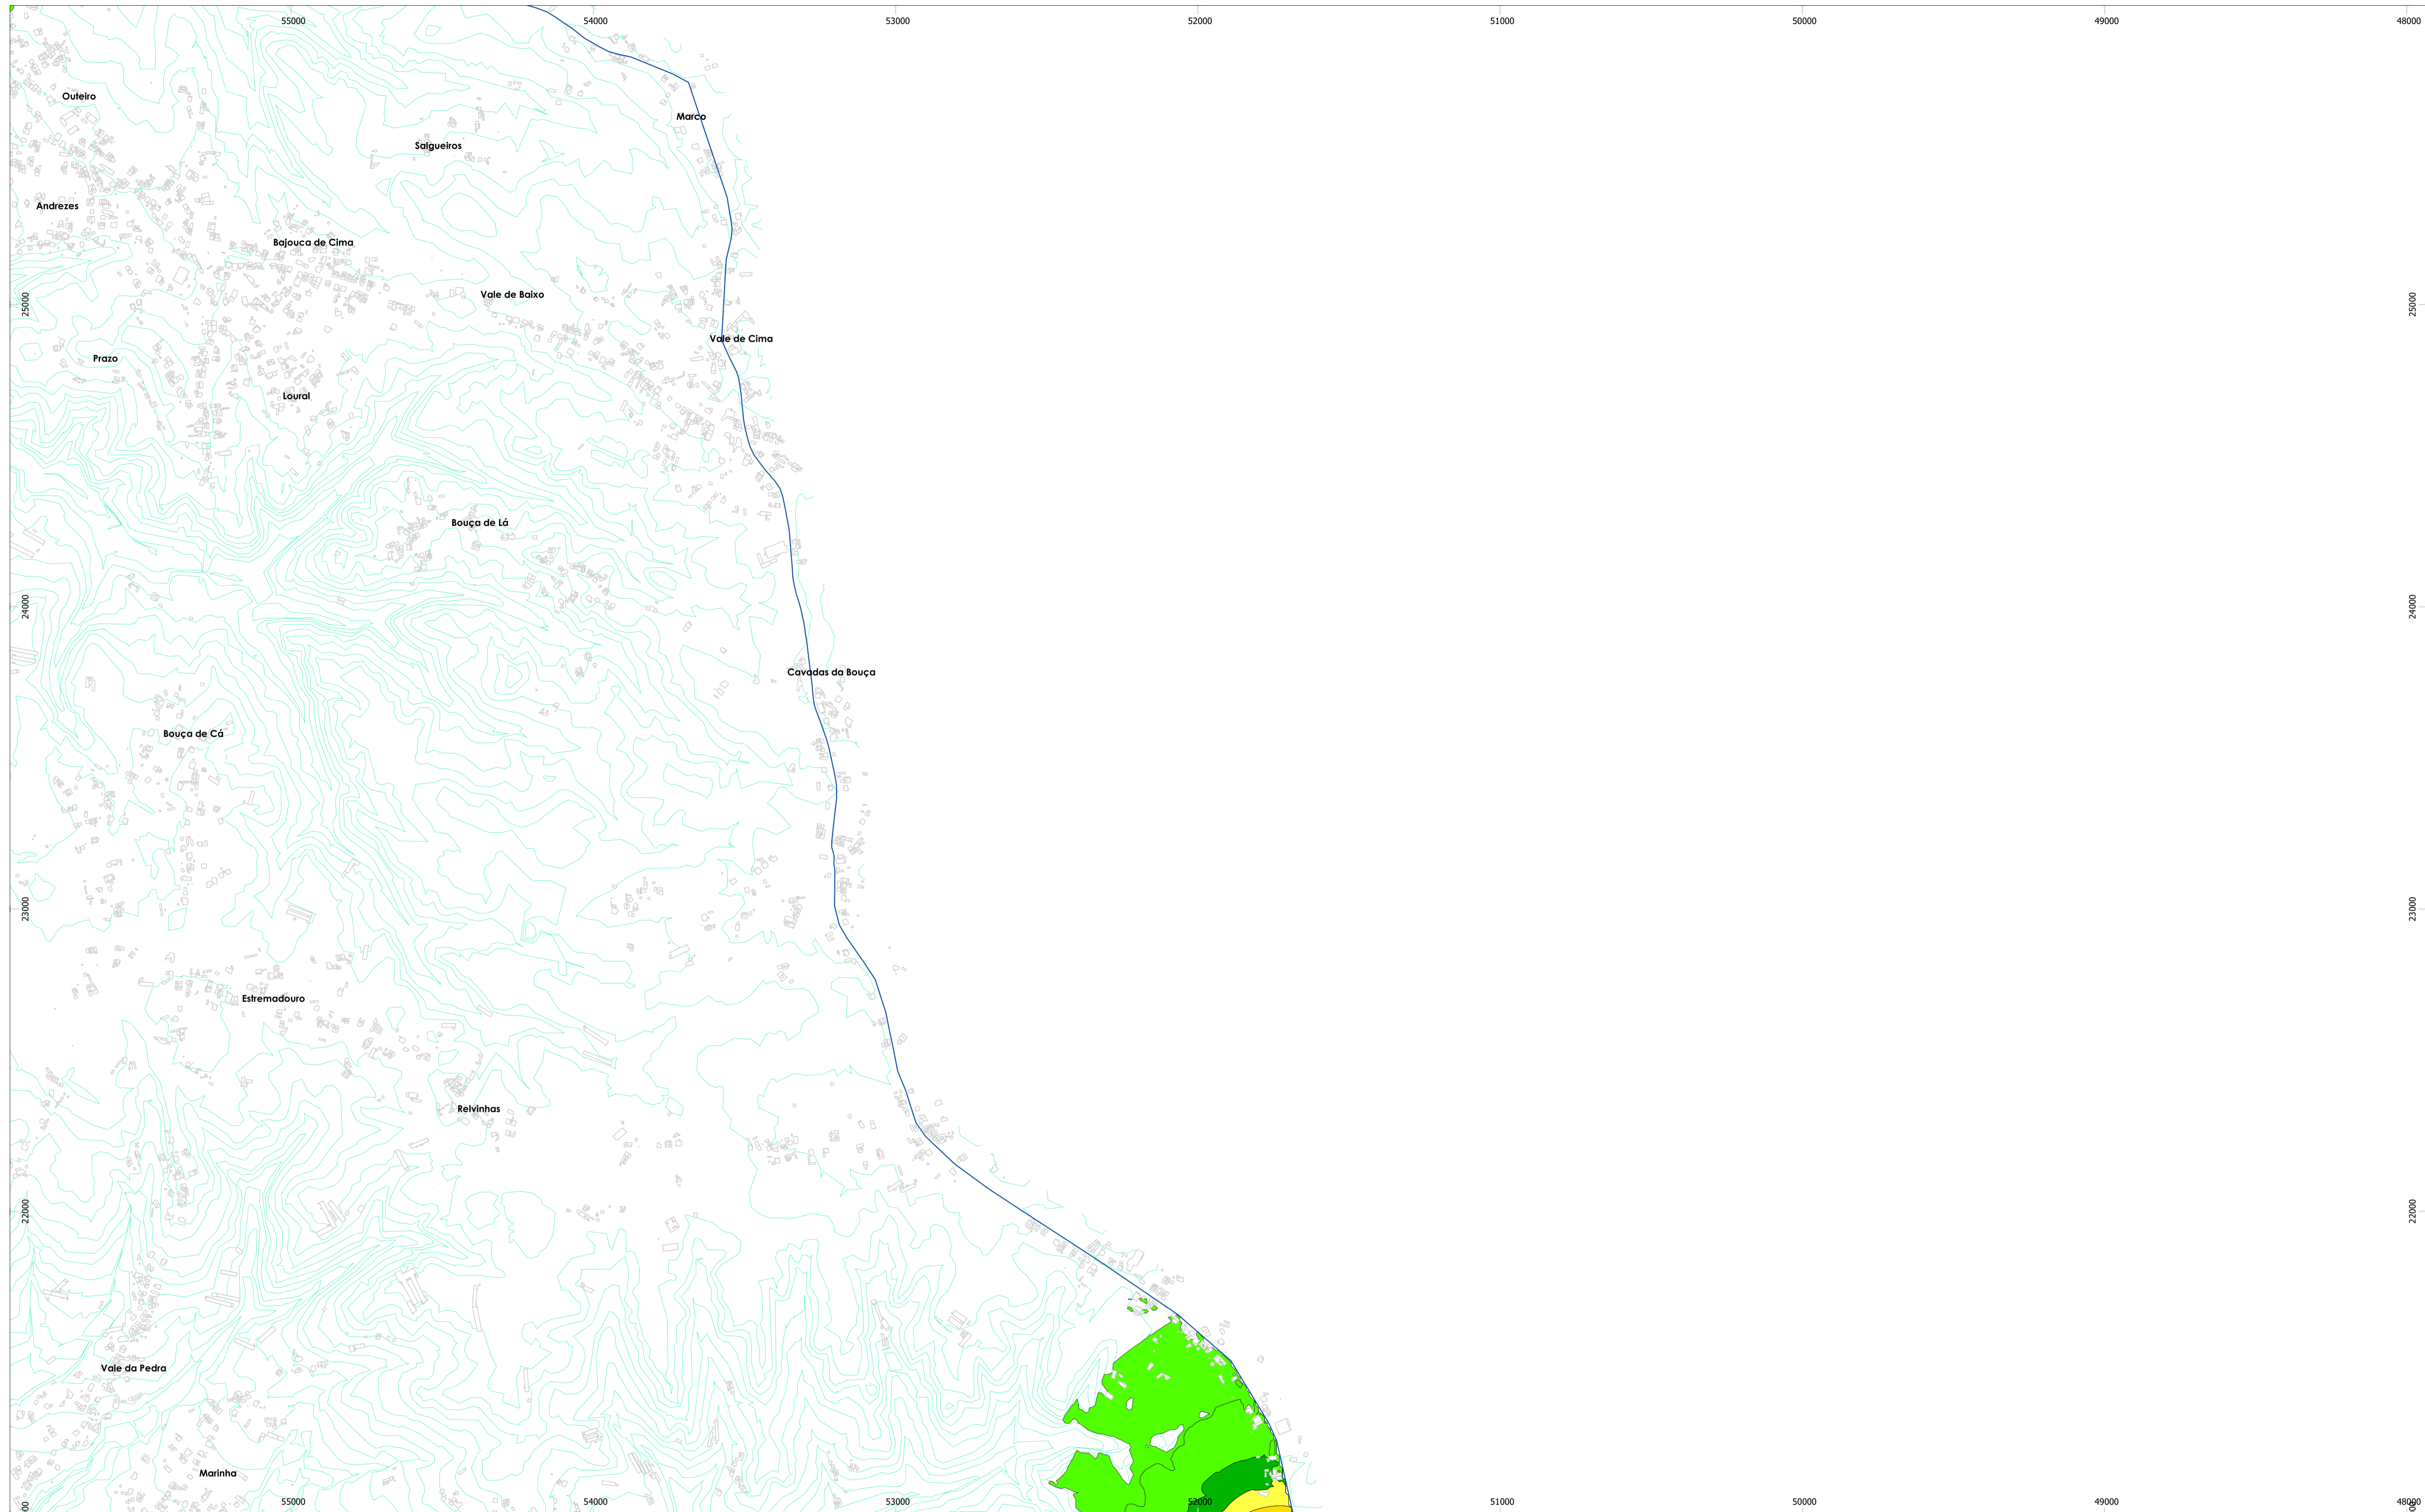 55000 54000 53000 52000 51000 50000 49000 48000
Outeiro
Marco
Salgueiros
Andrezes
Bajouca de Cima
Vale de Baixo
25000 25000
Vale de Cima
Prazo
Loural
Bouça de Lá
24000 24000
Cavadas da Bouça
Bouça de Cá
23000 23000
Estremadouro
Relvinhas
22000 22000
Vale da Pedra
Marinha
55000 54000 53000 52000 51000 50000 49000 48000